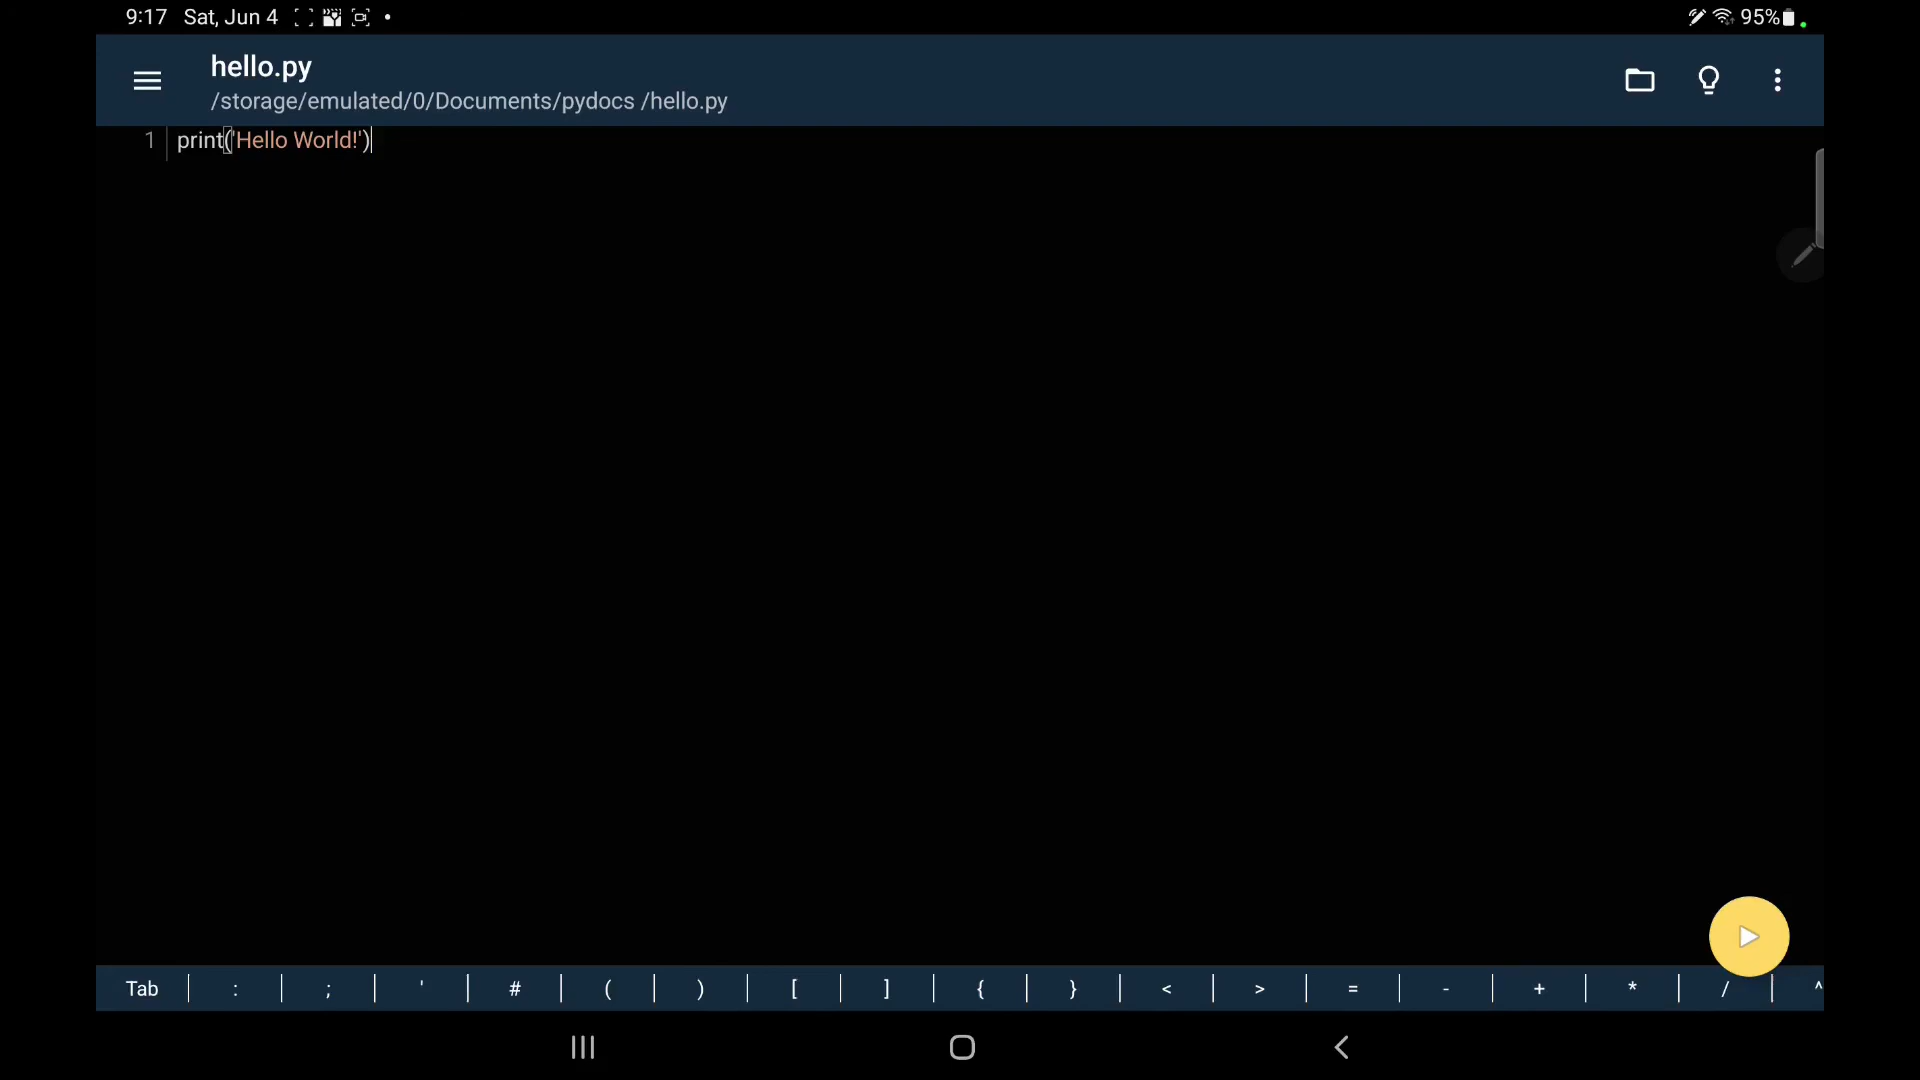 9:17 Sat, Jun 4 95%
hello.py
/storage/emulated/0/Documents/pydocs /hello.py
1 print('Hello World!')
Tab : ; ' # ( ) [ ] { } < > = - + * / ^